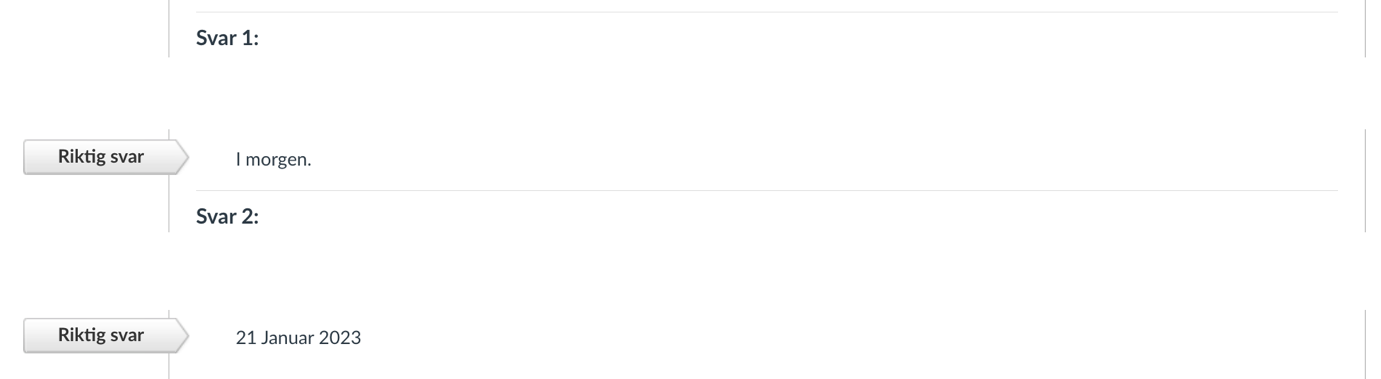 Svar 1:
Riktig svar I morgen.
Svar 2:
Riktig svar 21 Januar 2023